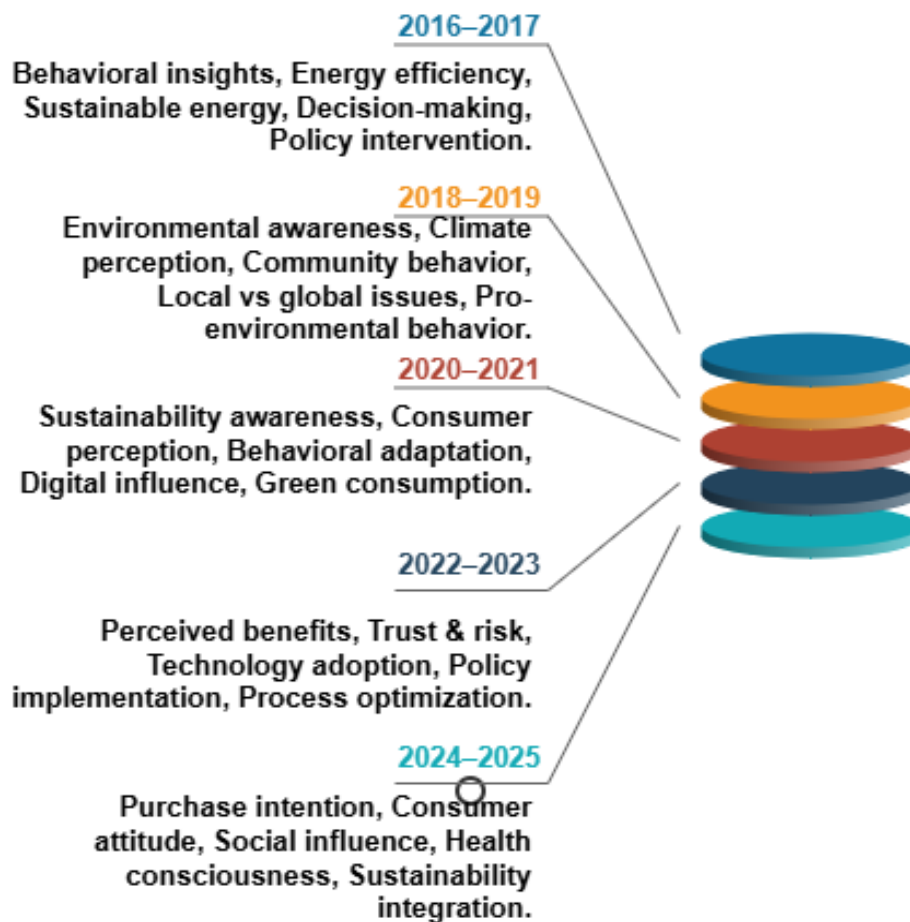 2016–2017
Behavioral insights, Energy efficiency,
Sustainable energy, Decision-making,
Policy intervention.
2018–2019
Environmental awareness, Climate
perception, Community behavior,
Local vs global issues, Pro-
environmental behavior.
2020–2021
Sustainability awareness, Consumer
perception, Behavioral adaptation,
Digital influence, Green consumption.
2022–2023
Perceived benefits, Trust & risk,
Technology adoption, Policy
implementation, Process optimization.
2024–2025
Purchase intention, Consumer
attitude, Social influence, Health
consciousness, Sustainability
integration.